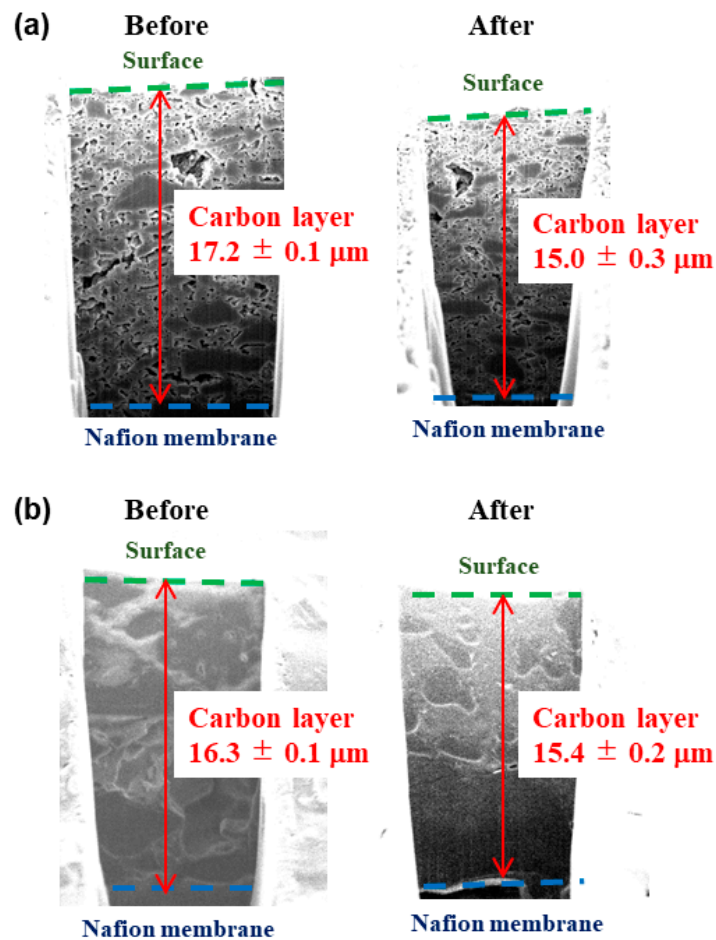 (a)
Before
After
Surface
Surface
Carbon layer
17.2 ± 0.1 μm
Carbon layer
15.0 ± 0.3 μm
Nafion membrane
Nafion membrane
(b)
Before
After
Surface
Surface
Carbon layer
16.3 ± 0.1 μm
Carbon layer
15.4 ± 0.2 μm
Nafion membrane
Nafion membrane